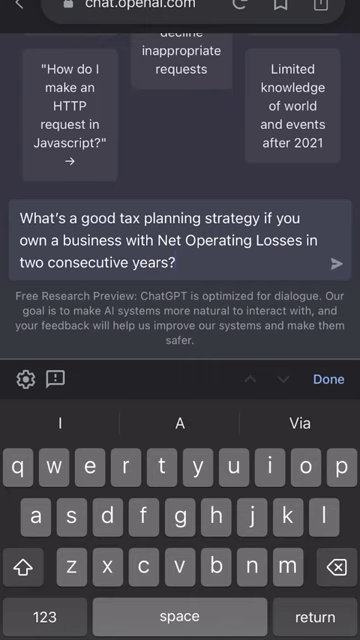 chat.openai.com
decline
inappropriate
requests
"How do I
make an
HTTP
request in
Javascript?"
→
Limited
knowledge
of world
and events
after 2021
What's a good tax planning strategy if you
own a business with Net Operating Losses in
two consecutive years?
Free Research Preview: ChatGPT is optimized for dialogue. Our
goal is to make AI systems more natural to interact with, and
your feedback will help us improve our systems and make them
safer.
Done
I A Via
q w e r t y u i o p
a s d f g h j k l
z x c v b n m
123 space return